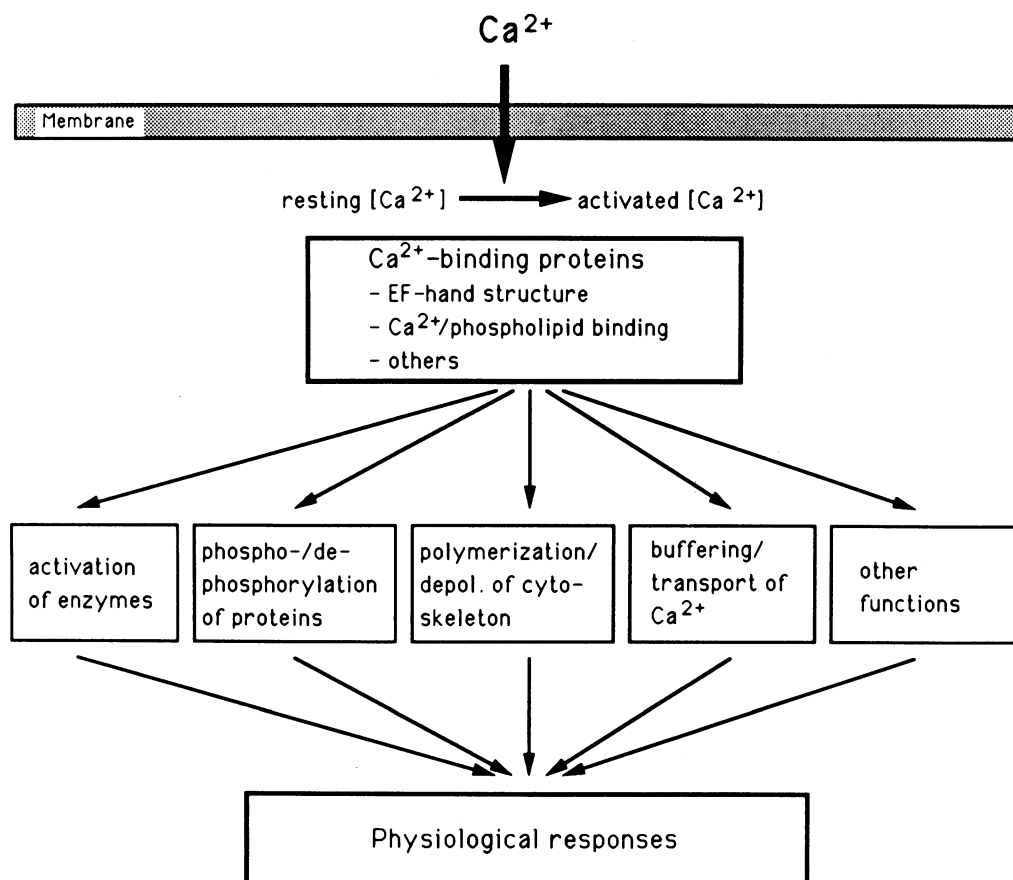 Ca²⁺
Membrane
resting [Ca²⁺] activated [Ca²⁺]
Ca²⁺-binding proteins
- EF-hand structure
- Ca²⁺/phospholipid binding
- others
activation
of enzymes
phospho-/de-
phosphorylation
of proteins
polymerization/
depol. of cyto-
skeleton
buffering/
transport of
Ca²⁺
other
functions
Physiological responses